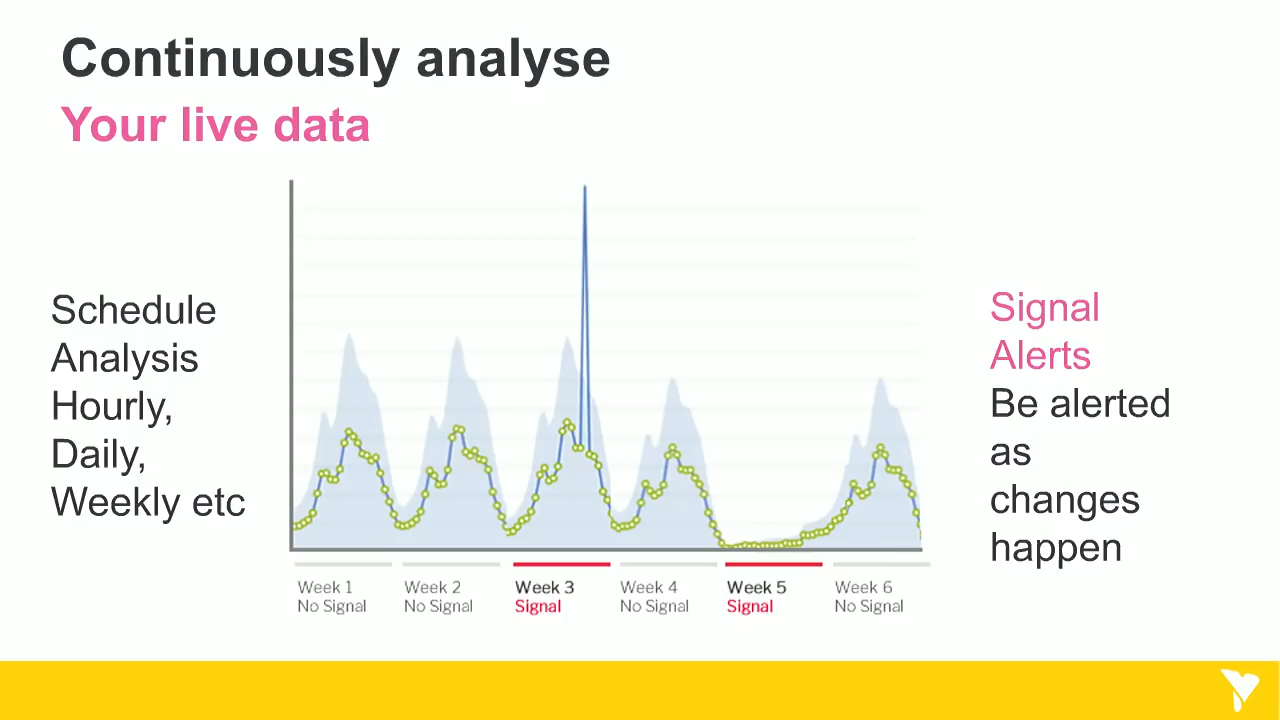 Continuously analyse
Your live data
Schedule
Analysis
Hourly,
Daily,
Weekly etc
Signal
Alerts
Be alerted
as
changes
happen
Week 1
No Signal
Week 2
No Signal
Week 3
Signal
Week 4
No Signal
Week 5
Signal
Week 6
No Signal